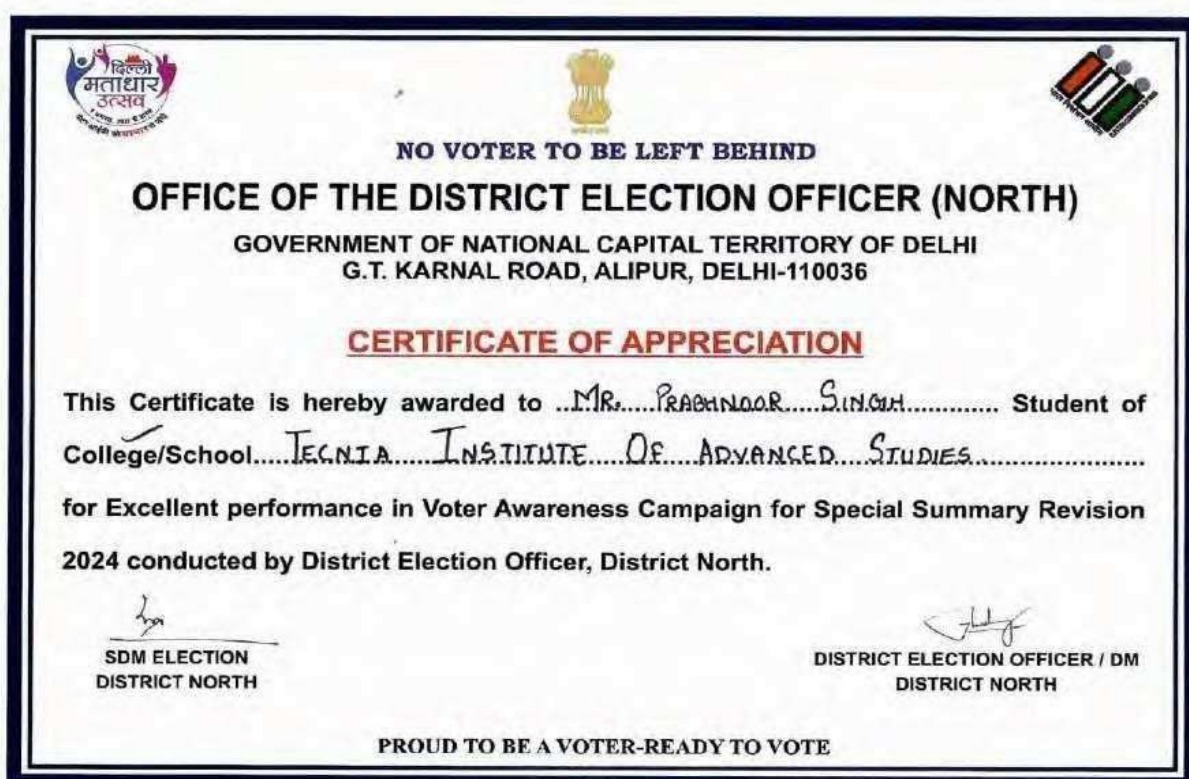 दिल्ली
मताधार
उत्सव
NO VOTER TO BE LEFT BEHIND
OFFICE OF THE DISTRICT ELECTION OFFICER (NORTH)
GOVERNMENT OF NATIONAL CAPITAL TERRITORY OF DELHI
G.T. KARNAL ROAD, ALIPUR, DELHI-110036
CERTIFICATE OF APPRECIATION
This Certificate is hereby awarded to ..MR.....PRABHNOOR.....SINGH............. Student of
College/School.....TECNIA.....INSTITUTE....OF....ADVANCED....STUDIES.........................
for Excellent performance in Voter Awareness Campaign for Special Summary Revision
2024 conducted by District Election Officer, District North.
SDM ELECTION
DISTRICT NORTH
DISTRICT ELECTION OFFICER / DM
DISTRICT NORTH
PROUD TO BE A VOTER-READY TO VOTE